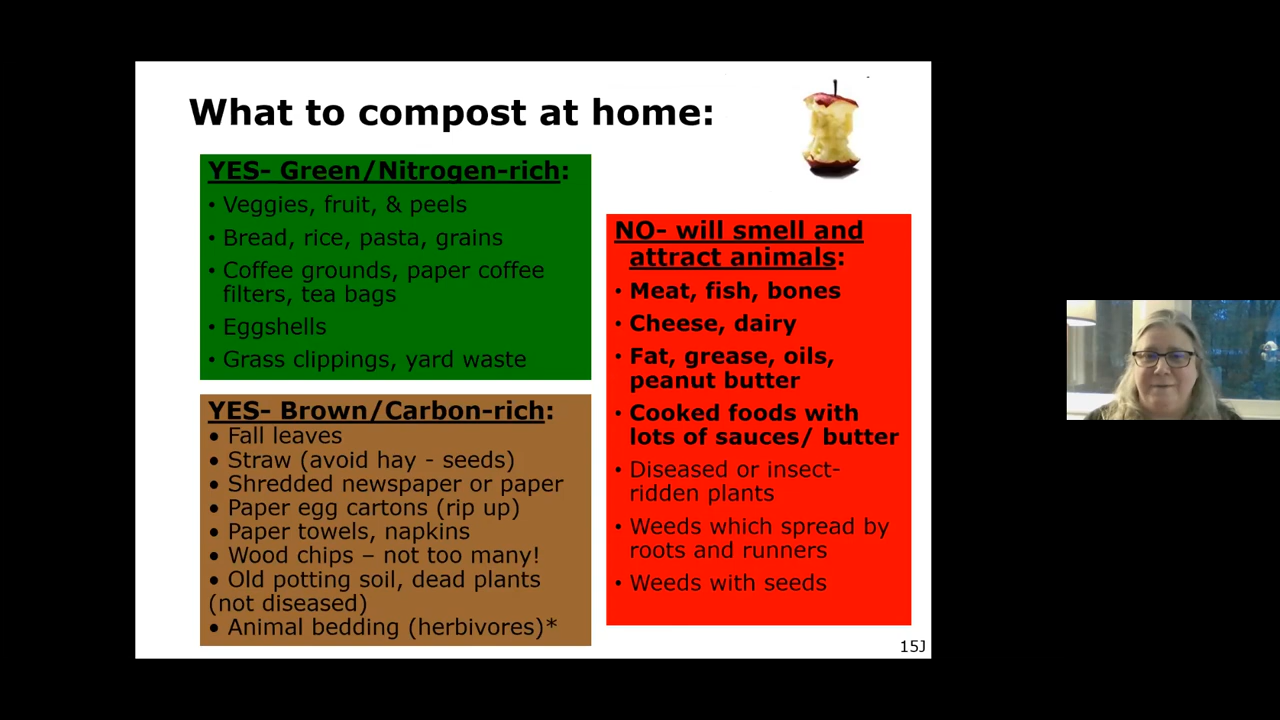 What to compost at home:
YES- Green/Nitrogen-rich:
• Veggies, fruit, & peels
• Bread, rice, pasta, grains
• Coffee grounds, paper coffee
filters, tea bags
• Eggshells
• Grass clippings, yard waste
YES- Brown/Carbon-rich:
• Fall leaves
• Straw (avoid hay - seeds)
• Shredded newspaper or paper
• Paper egg cartons (rip up)
• Paper towels, napkins
• Wood chips – not too many!
• Old potting soil, dead plants
(not diseased)
• Animal bedding (herbivores)*
NO- will smell and
attract animals:
• Meat, fish, bones
• Cheese, dairy
• Fat, grease, oils,
peanut butter
• Cooked foods with
lots of sauces/ butter
• Diseased or insect-
ridden plants
• Weeds which spread by
roots and runners
• Weeds with seeds
15J